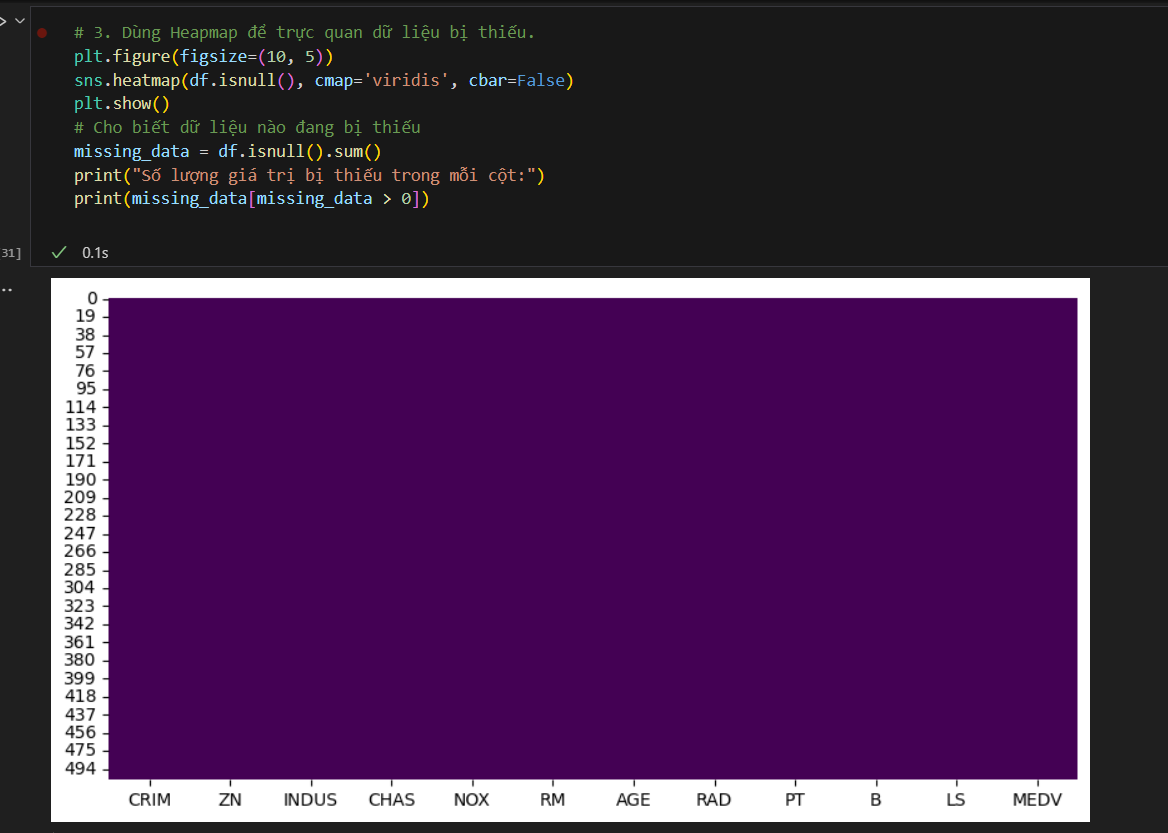 # 3. Dùng Heapmap để trực quan dữ liệu bị thiếu.
plt.figure(figsize=(10, 5))
sns.heatmap(df.isnull(), cmap='viridis', cbar=False)
plt.show()
# Cho biết dữ liệu nào đang bị thiếu
missing_data = df.isnull().sum()
print("Số lượng giá trị bị thiếu trong mỗi cột:")
print(missing_data[missing_data > 0])
31]
0.1s
0
19
38
57
76
95
114
133
152
171
190
209
228
247
266
285
304
323
342
361
380
399
418
437
456
475
494
CRIM ZN INDUS CHAS NOX RM AGE RAD PT B LS MEDV